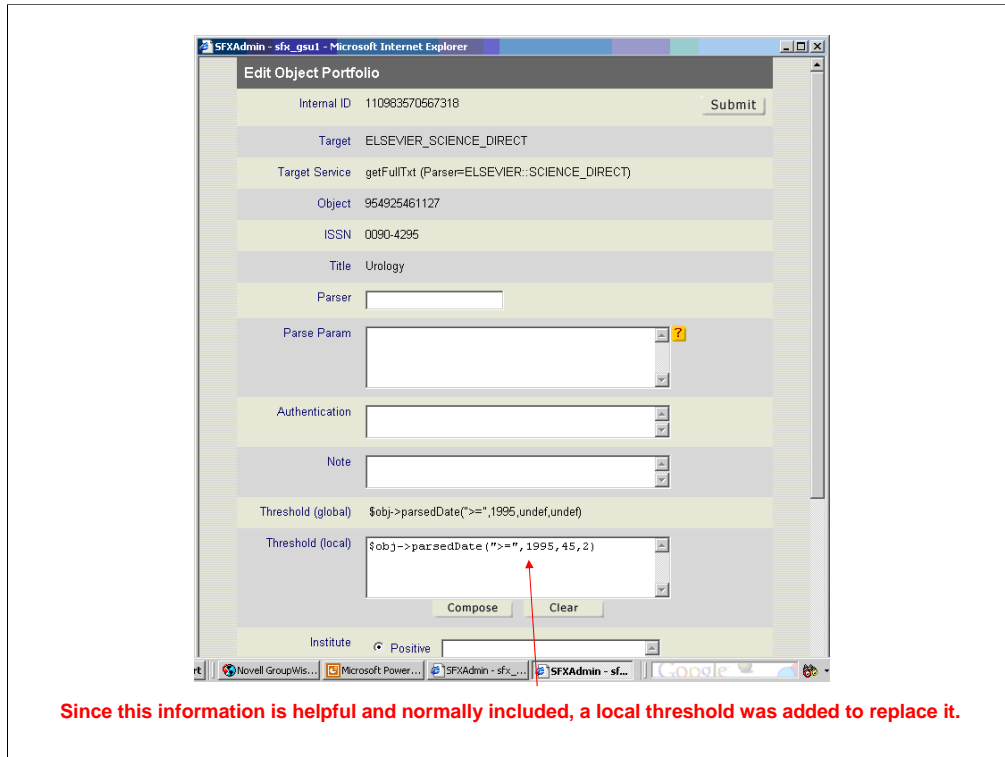 SFXAdmin - sfx_gsu1 - Microsoft Internet Explorer
Edit Object Portfolio
Internal ID 110983570567318 Submit
Target ELSEVIER_SCIENCE_DIRECT
Target Service getFullTxt (Parser=ELSEVIER::SCIENCE_DIRECT)
Object 954925461127
ISSN 0090-4295
Title Urology
Parser
Parse Param ?
Authentication
Note
Threshold (global) $obj->parsedDate(">=",1995,undef,undef)
Threshold (local) $obj->parsedDate(">=",1995,45,2)
Compose Clear
Institute Positive
rt Novell GroupWis... Microsoft Power... SFXAdmin - sfx_... SFXAdmin - sf... Google
Since this information is helpful and normally included, a local threshold was added to replace it.